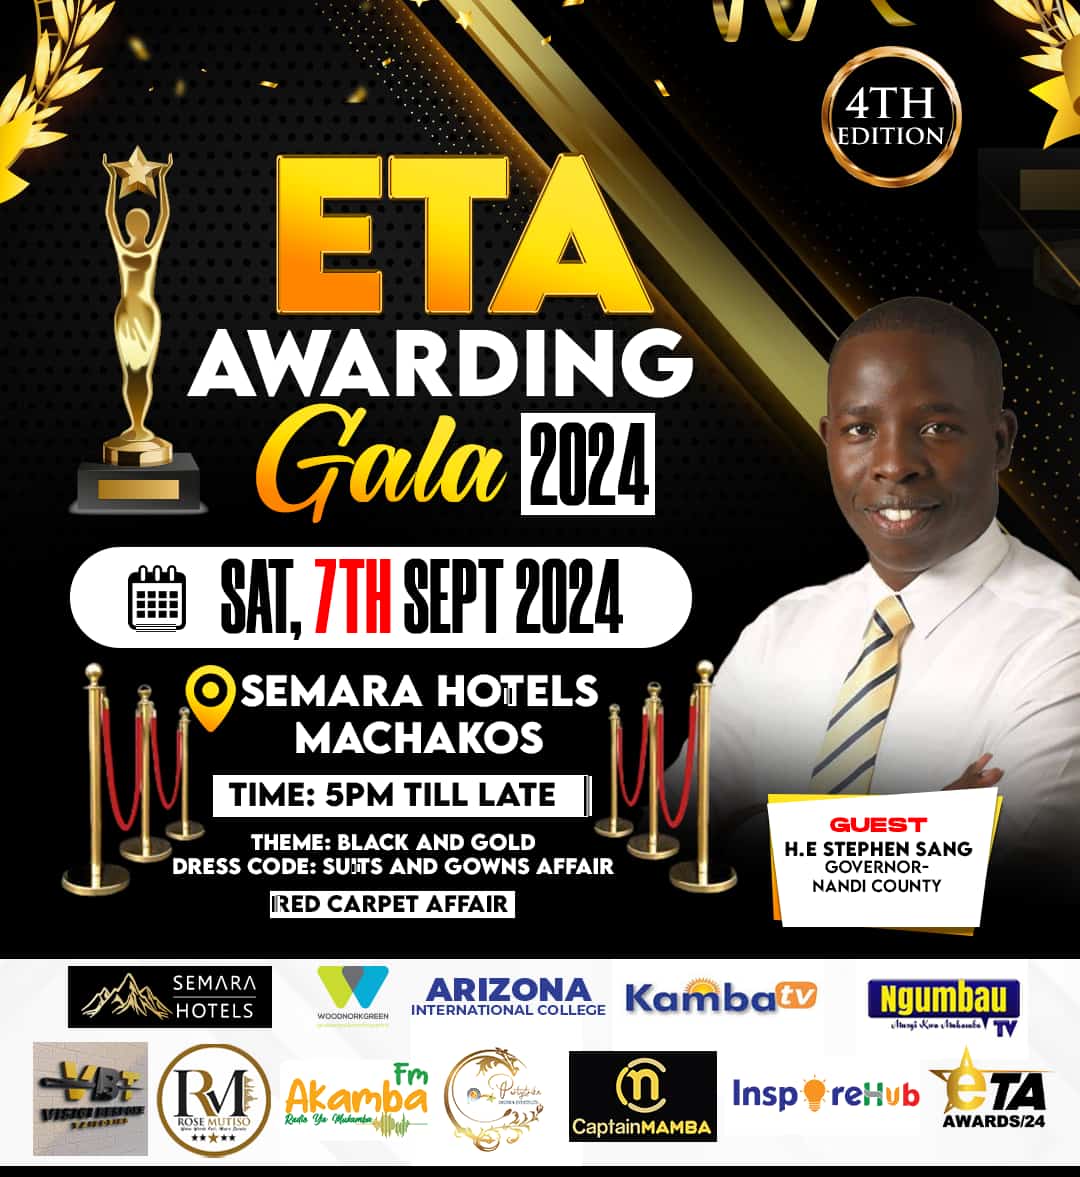 4TH
EDITION
ETA
AWARDING
Gala 2024
SAT, 7TH SEPT 2024
SEMARA HOTELS
MACHAKOS
TIME: 5PM TILL LATE
THEME: BLACK AND GOLD
DRESS CODE: SUITS AND GOWNS AFFAIR
RED CARPET AFFAIR
GUEST
H.E STEPHEN SANG
GOVERNOR-
NANDI COUNTY
SEMARA
HOTELS
WOODNORKGREEN
ARIZONA
INTERNATIONAL COLLEGE
Kamba tv
Ngumbau
TV
VBT
RM
ROSE MUTISO
Akamba Fm
Radio Ya Mukamba
CaptainMAMBA
InspireHub
eTA
AWARDS/24